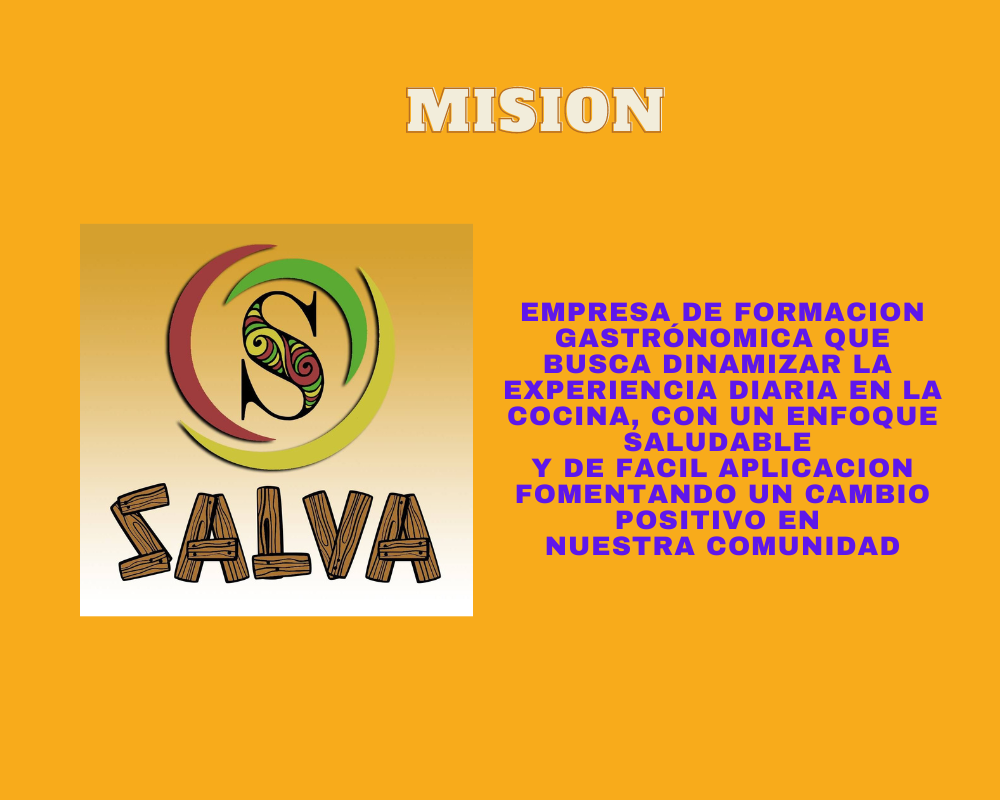 MISION
S
SALVA
EMPRESA DE FORMACION
GASTRÓNOMICA QUE
BUSCA DINAMIZAR LA
EXPERIENCIA DIARIA EN LA
COCINA, CON UN ENFOQUE
SALUDABLE
Y DE FACIL APLICACION
FOMENTANDO UN CAMBIO
POSITIVO EN
NUESTRA COMUNIDAD